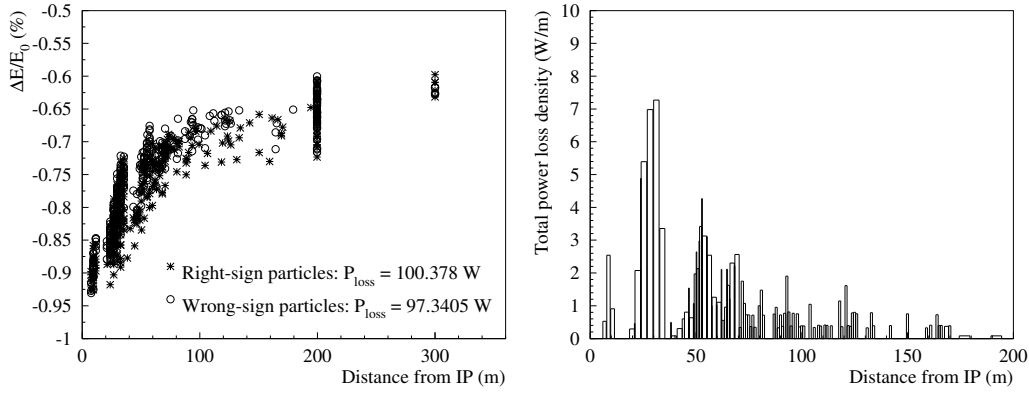 ΔE/E₀ (%)
-0.5
-0.55
-0.6
-0.65
-0.7
-0.75
-0.8
-0.85
-0.9
-0.95
-1
Right-sign particles: P_loss = 100.378 W
Wrong-sign particles: P_loss = 97.3405 W
0 100 200 300
Distance from IP (m)
Total power loss density (W/m)
10
9
8
7
6
5
4
3
2
1
0
0 50 100 150 200
Distance from IP (m)